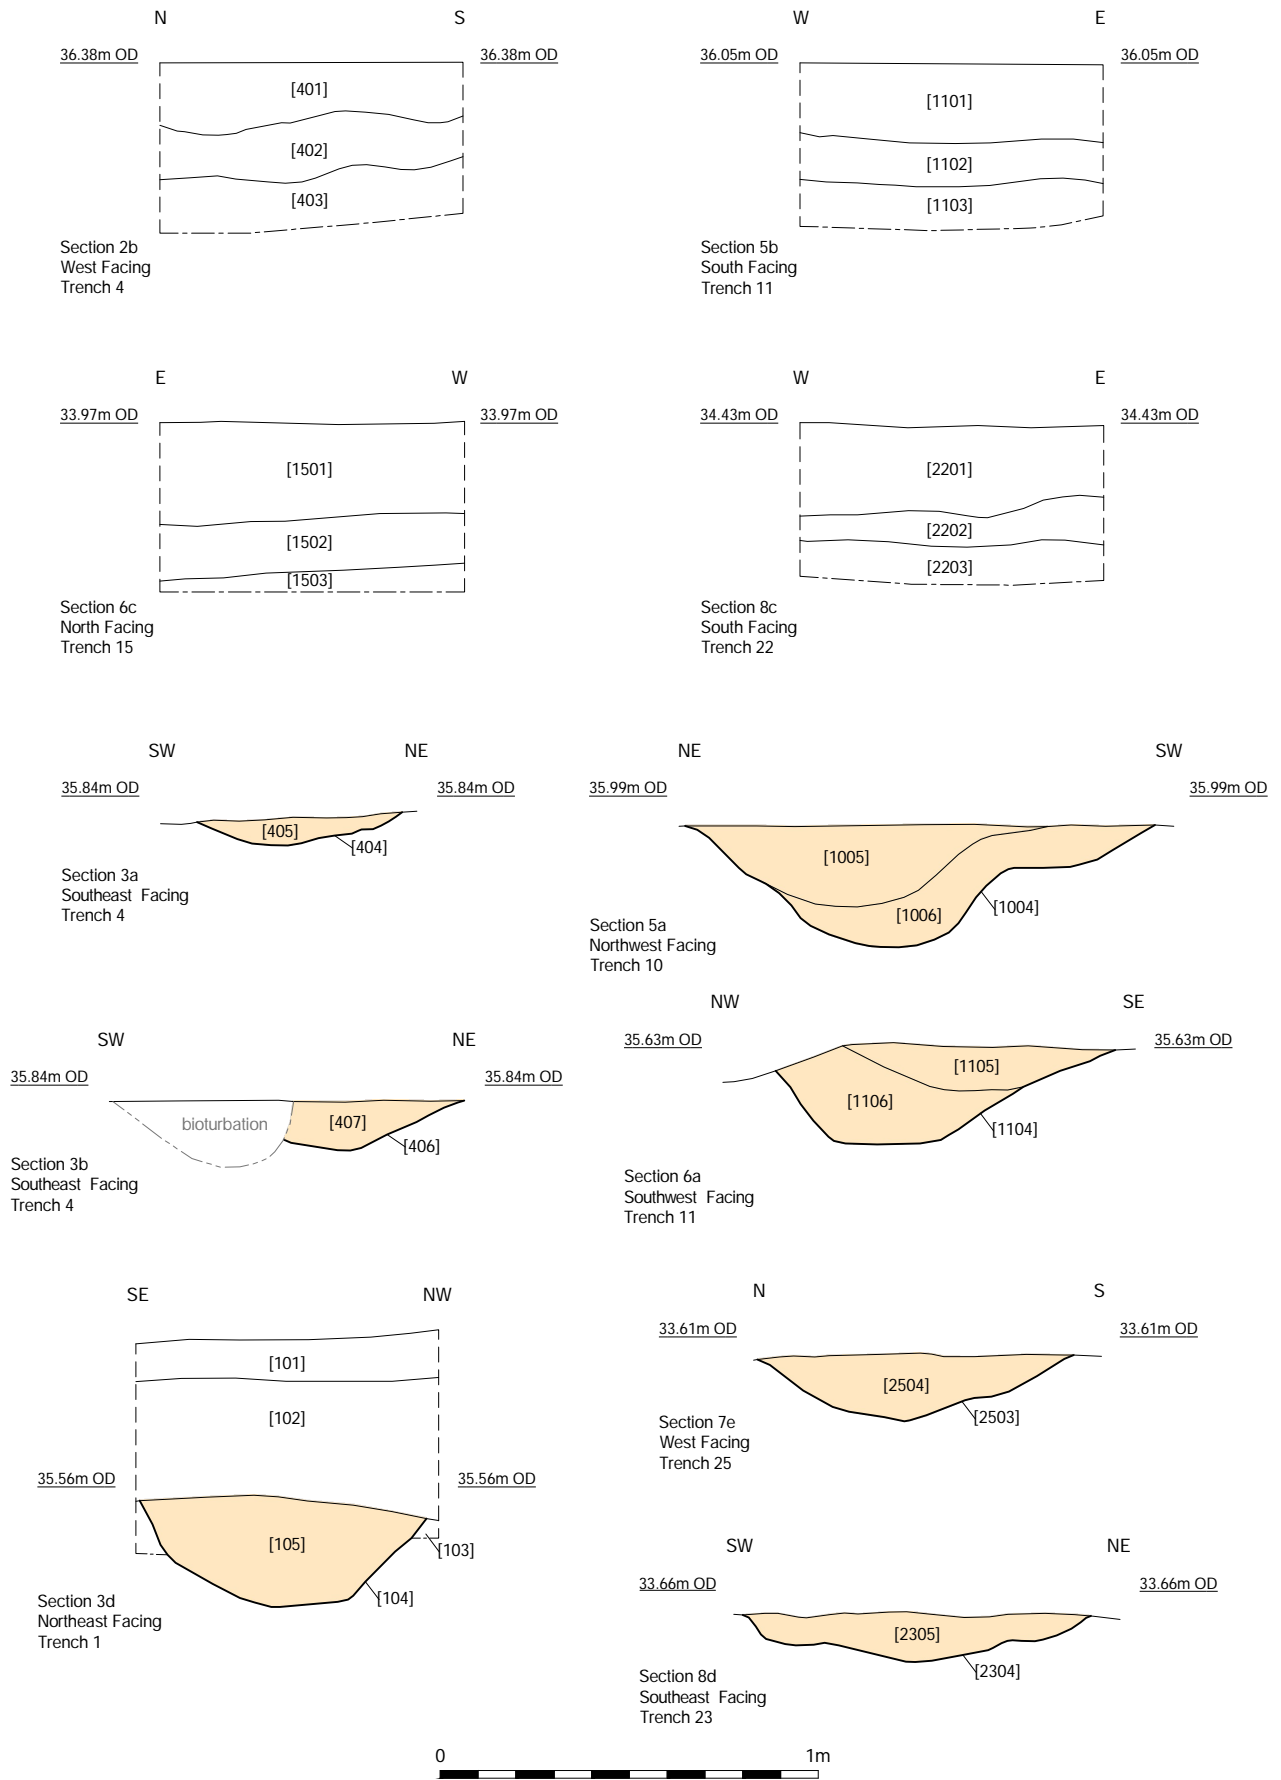 N S
36.38m OD 36.38m OD
[401]
[402]
[403]
Section 2b
West Facing
Trench 4
W E
36.05m OD 36.05m OD
[1101]
[1102]
[1103]
Section 5b
South Facing
Trench 11
E W
33.97m OD 33.97m OD
[1501]
[1502]
[1503]
Section 6c
North Facing
Trench 15
W E
34.43m OD 34.43m OD
[2201]
[2202]
[2203]
Section 8c
South Facing
Trench 22
SW NE
35.84m OD 35.84m OD
[405]
[404]
Section 3a
Southeast Facing
Trench 4
NE SW
35.99m OD 35.99m OD
[1005]
[1006]
[1004]
Section 5a
Northwest Facing
Trench 10
SW NE
35.84m OD 35.84m OD
bioturbation
[407]
[406]
Section 3b
Southeast Facing
Trench 4
NW SE
35.63m OD 35.63m OD
[1105]
[1106]
[1104]
Section 6a
Southwest Facing
Trench 11
SE NW
[101]
[102]
35.56m OD 35.56m OD
[105]
[103]
[104]
Section 3d
Northeast Facing
Trench 1
N S
33.61m OD 33.61m OD
[2504]
[2503]
Section 7e
West Facing
Trench 25
SW NE
33.66m OD 33.66m OD
[2305]
[2304]
Section 8d
Southeast Facing
Trench 23
0 1m